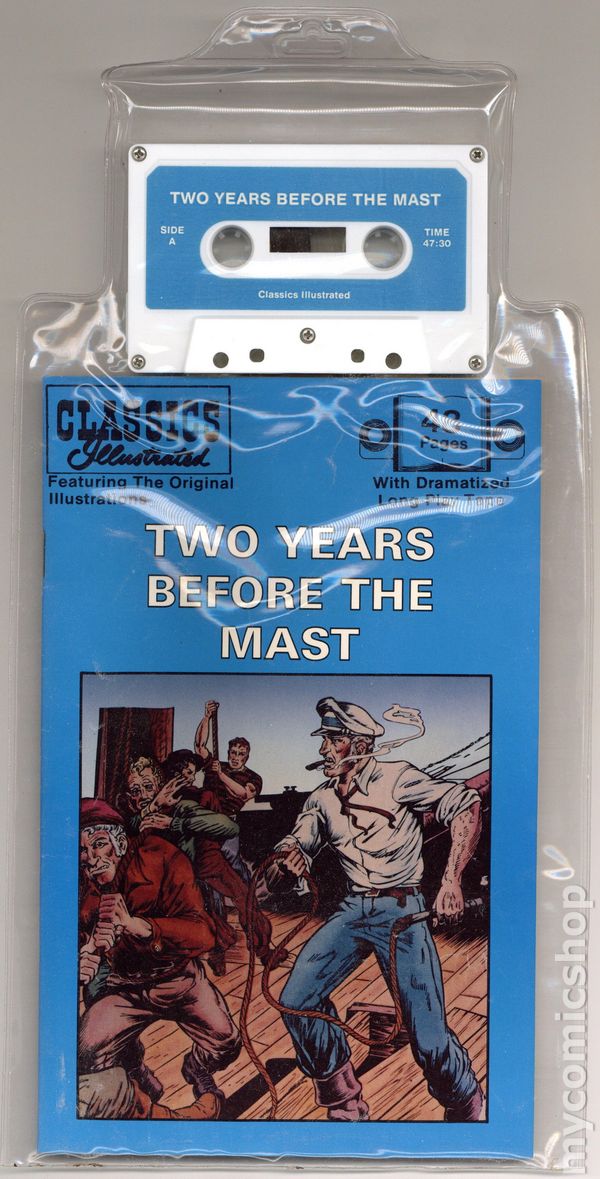 TWO YEARS BEFORE THE MAST
SIDE
A
TIME
47:30
Classics Illustrated
CLASSICS
Illustrated
Featuring The Original
Illustrations
Pages
With Dramatized
Long Play Tape
TWO YEARS
BEFORE THE
MAST
mycomicshop